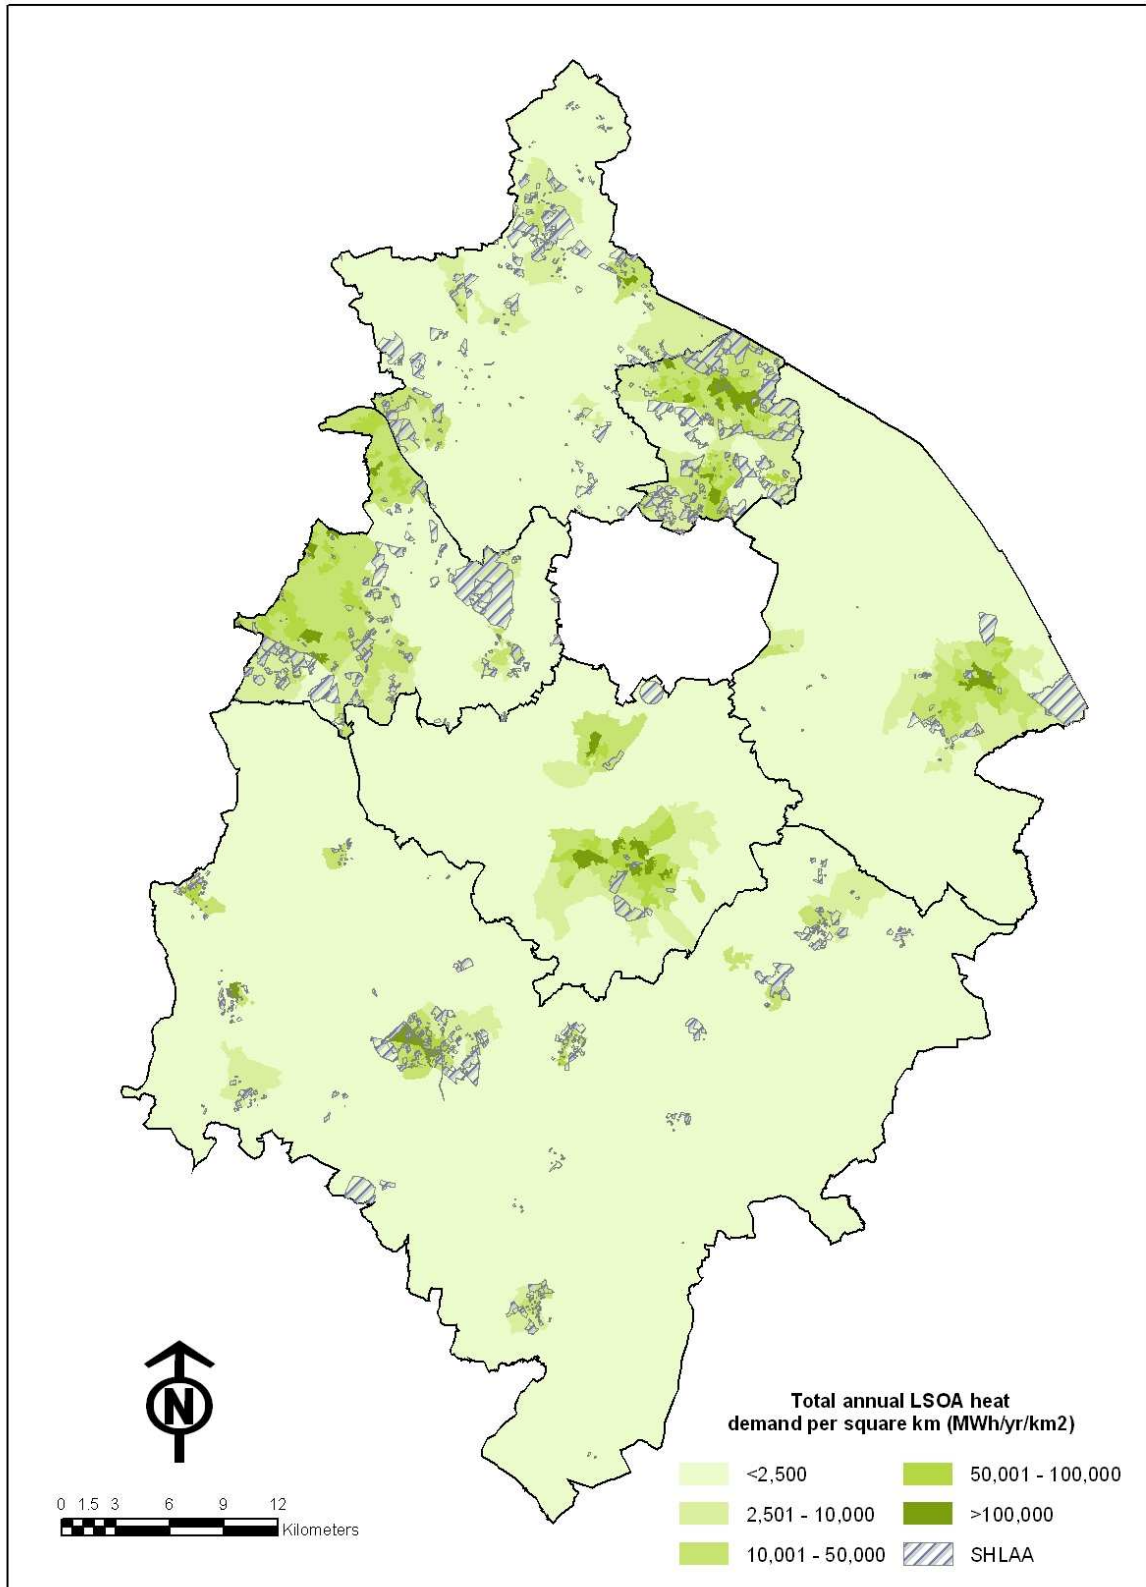 N
0 1.5 3 6 9 12
Kilometers
Total annual LSOA heat
demand per square km (MWh/yr/km2)
<2,500
50,001 - 100,000
2,501 - 10,000
>100,000
10,001 - 50,000
SHLAA